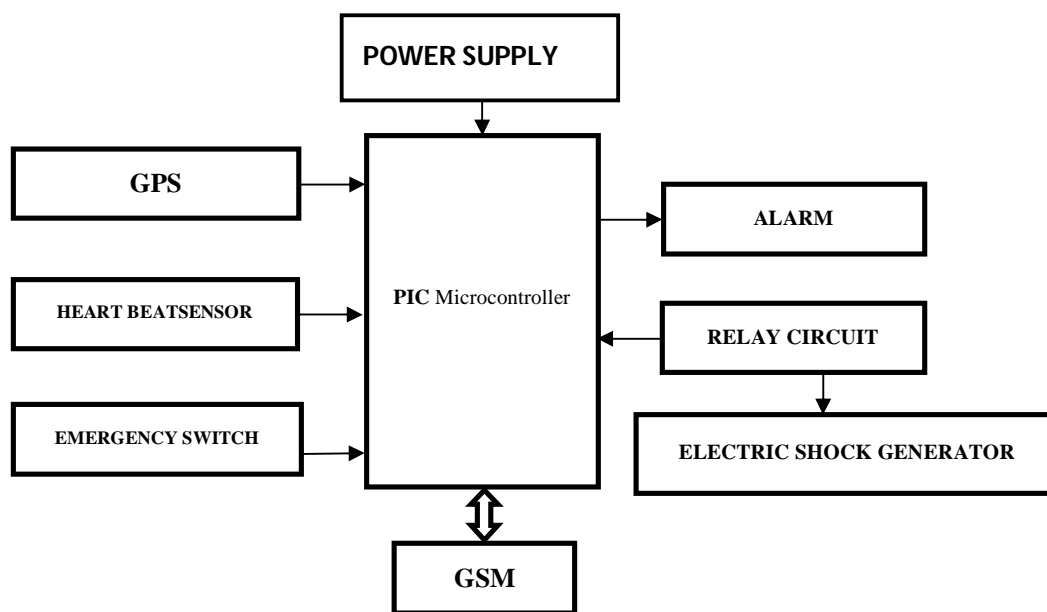 POWER SUPPLY
GPS
ALARM
HEART BEATSENSOR
PIC Microcontroller
RELAY CIRCUIT
EMERGENCY SWITCH
ELECTRIC SHOCK GENERATOR
GSM